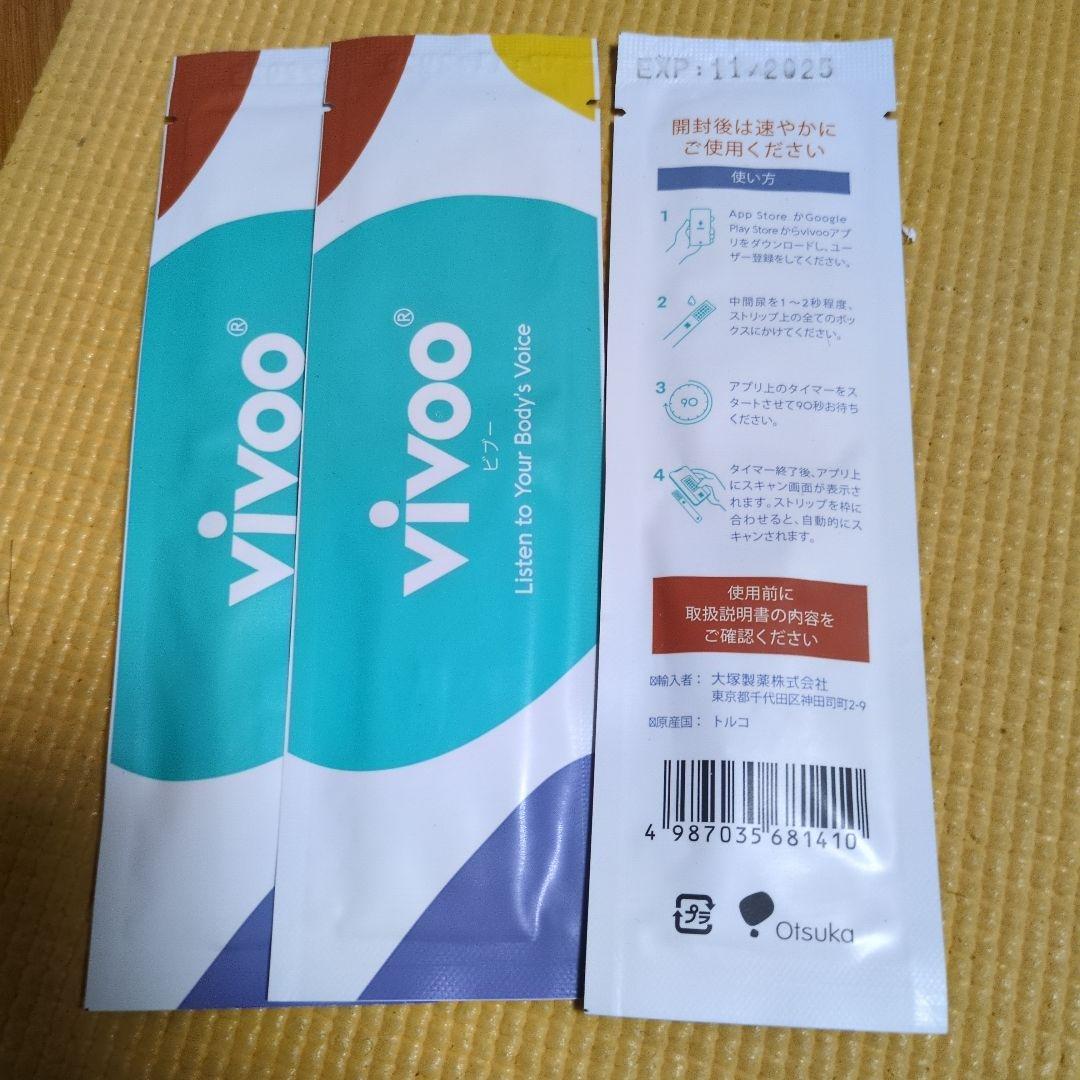 vivoo®
vivoo®
ビブー
Listen to Your Body's Voice
EXP:11/2025
開封後は速やかに
ご使用ください
使い方
1
App Store かGoogle
Play Storeからvivooアプ
リをダウンロードし、ユー
ザー登録をしてください。
2
中間尿を1~2秒程度、
ストリップ上の全てのボッ
クスにかけてください。
3
90
アプリ上のタイマーをス
タートさせて90秒お待ち
ください。
4
タイマー終了後、アプリ上
にスキャン画面が表示さ
れます。ストリップを枠に
合わせると、自動的にス
キャンされます。
使用前に
取扱説明書の内容を
ご確認ください
輸入者: 大塚製薬株式会社
東京都千代田区神田司町2-9
原産国: トルコ
4 987035 681410
プラ
Otsuka